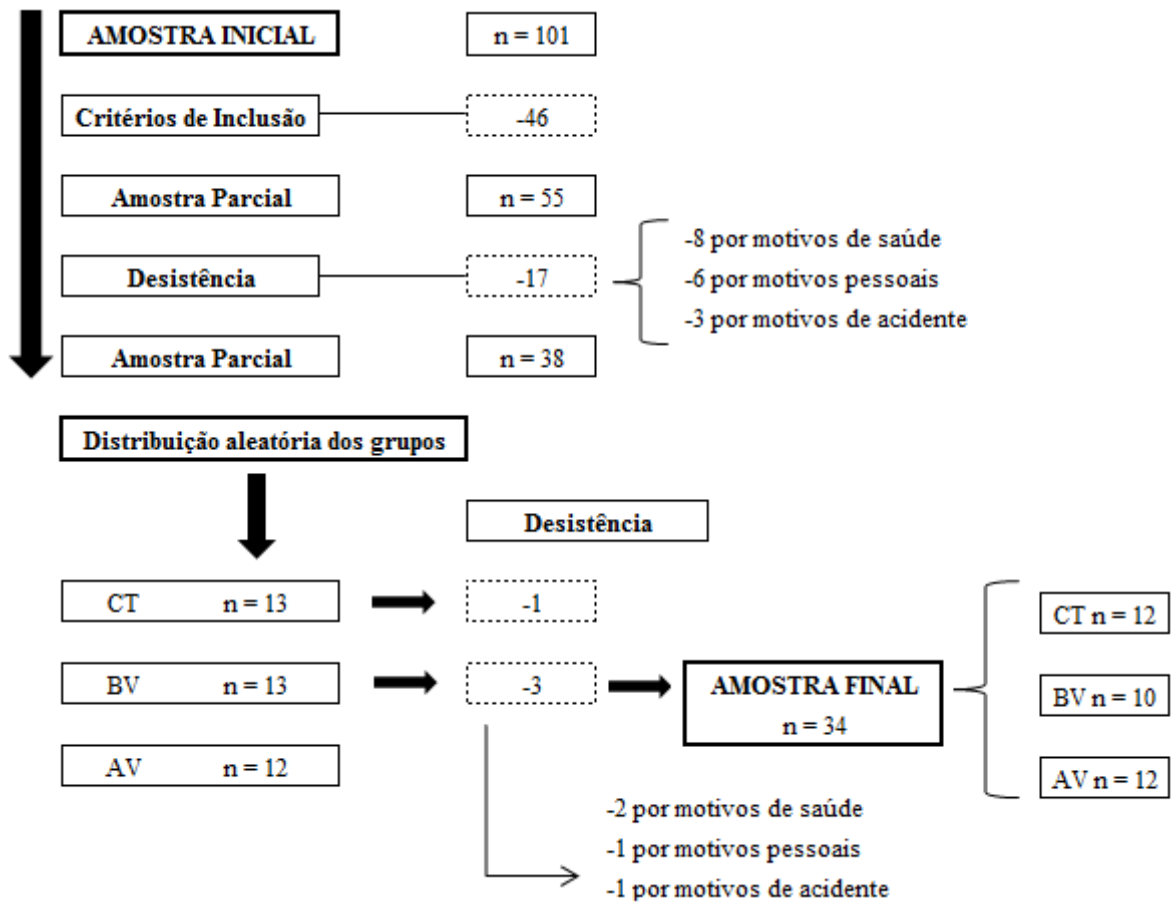 AMOSTRA INICIAL n = 101
Critérios de Inclusão -46
Amostra Parcial n = 55
Desistência -17
-8 por motivos de saúde
-6 por motivos pessoais
-3 por motivos de acidente
Amostra Parcial n = 38
Distribuição aleatória dos grupos
Desistência
CT n = 13 -1
BV n = 13 -3
AV n = 12
AMOSTRA FINAL
n = 34
CT n = 12
BV n = 10
AV n = 12
-2 por motivos de saúde
-1 por motivos pessoais
-1 por motivos de acidente